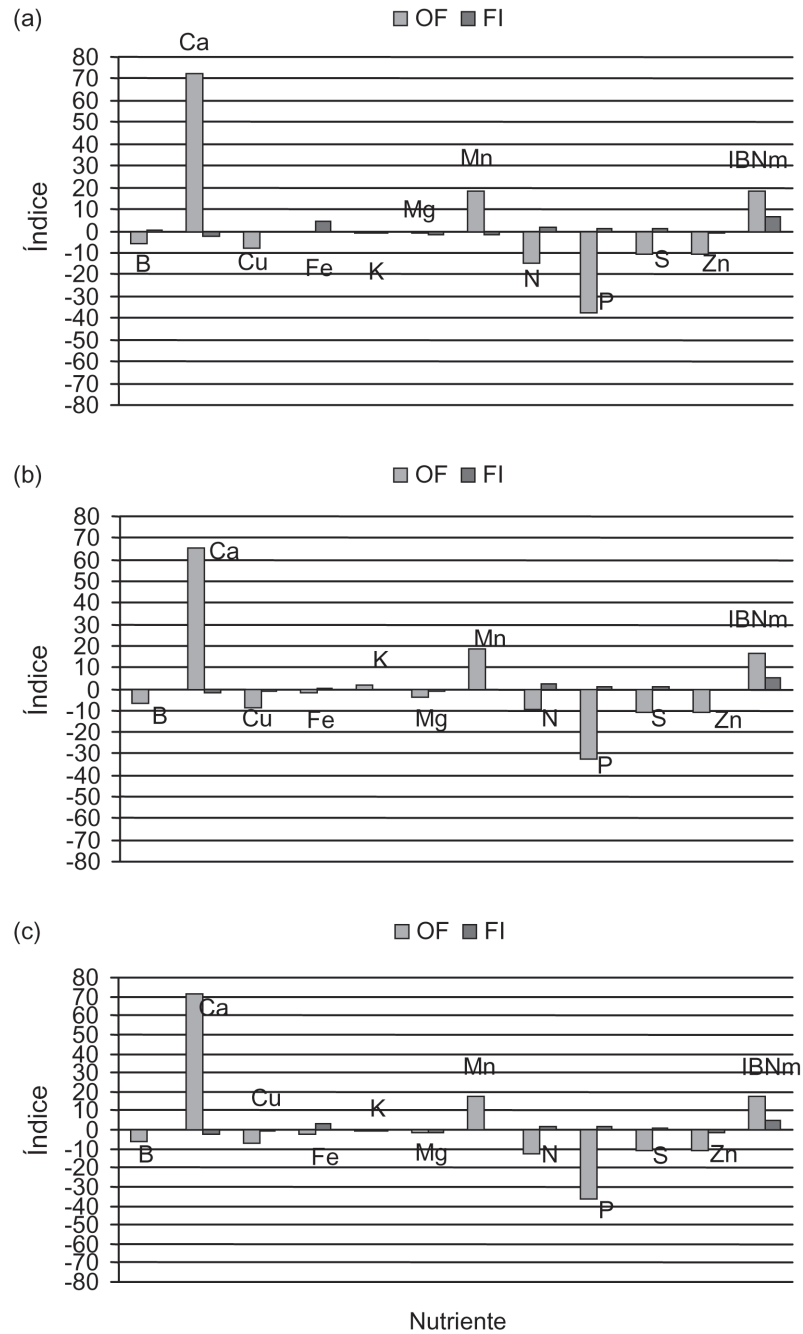 (a)
OF FI
80
70
60
50
40
30
20
10
0
-10
-20
-30
-40
-50
-60
-70
-80
Índice
Ca
Mn
IBNm
Mg
B
Cu
Fe
K
N
P
S
Zn
(b)
OF FI
80
70
60
50
40
30
20
10
0
-10
-20
-30
-40
-50
-60
-70
-80
Índice
Ca
IBNm
Mn
K
B
Cu
Fe
Mg
N
S
Zn
P
(c)
OF FI
80
70
60
50
40
30
20
10
0
-10
-20
-30
-40
-50
-60
-70
-80
Índice
Ca
Mn
IBNm
Cu
K
B
Fe
Mg
N
S
Zn
P
Nutriente